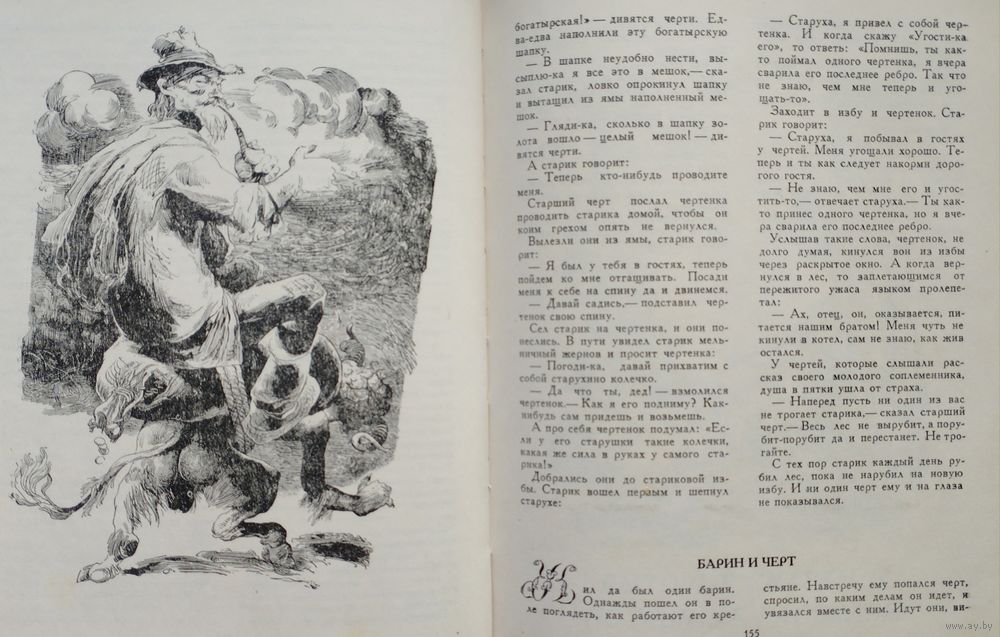 богатырская!» — дивятся черти. Ед-
ва-едва наполнили эту богатырскую
шапку.
— В шапке неудобно нести, вы-
сыплю-ка я все это в мешок,— ска-
зал старик, ловко опрокинул шапку
и вытащил из ямы наполненный ме-
шок.
— Гляди-ка, сколько в шапку зо-
лота вошло — целый мешок! — ди-
вятся черти.
А старик говорит:
— Теперь кто-нибудь проводите
меня.
Старший черт послал чертенка
проводить старика домой, чтобы он
коим грехом опять не вернулся.
Вылезли они из ямы, старик гово-
рит:
— Я был у тебя в гостях, теперь
пойдем ко мне отгащивать. Посади
меня к себе на спину да и двинемся.
— Давай садись,— подставил чер-
тенок свою спину.
Сел старик на чертенка, и они по-
неслись. В пути увидел старик мель-
ничный жернов и просит чертенка:
— Погоди-ка, давай прихватим с
собой старухино колечко.
— Да что ты, дед! — взмолился
чертенок.— Как я его подниму? Как-
нибудь сам придешь и возьмешь.
А про себя чертенок подумал: «Ес-
ли у его старушки такие колечки,
какая же сила в руках у самого ста-
рика!»
Добрались они до стариковой из-
бы. Старик вошел первым и шепнул
старухе:
— Старуха, я привел с собой чер-
тенка. И когда скажу «Угости-ка
его», то ответь: «Помнишь, ты как-
то поймал одного чертенка, я вчера
сварила его последнее ребро. Так что
не знаю, чем мне теперь и уго-
щать-то».
Заходит в избу и чертенок. Ста-
рик говорит:
— Старуха, я побывал в гостях
у чертей. Меня угощали хорошо. Те-
перь и ты как следует накорми доро-
гого гостя.
— Не знаю, чем мне его и угос-
тить-то,— отвечает старуха.— Ты как-
то принес одного чертенка, но я вче-
ра сварила его последнее ребро.
Услышав такие слова, чертенок, не
долго думая, кинулся вон из избы
через раскрытое окно. А когда вер-
нулся в лес, то заплетающимся от
пережитого ужаса языком пролепе-
тал:
— Ах, отец, он, оказывается, пи-
тается нашим братом! Меня чуть не
кинули в котел, сам не знаю, как жив
остался.
У чертей, которые слышали рас-
сказ своего молодого соплеменника,
душа в пятки ушла от страха.
— Наперед пусть ни один из вас
не трогает старика,— сказал старший
черт.— Весь лес не вырубит, а пору-
бит-порубит да и перестанет. Не тро-
гайте.
С тех пор старик каждый день ру-
бил лес, пока не нарубил на новую
избу. И ни один черт ему и на глаза
не показывался.
БАРИН И ЧЕРТ
Жил да был один барин.
Однажды пошел он в по-
ле поглядеть, как работают его кре-
стьяне. Навстречу ему попался черт,
спросил, по каким делам он идет, и
увязался вместе с ним. Идут они, ви-
155
www.ay.by